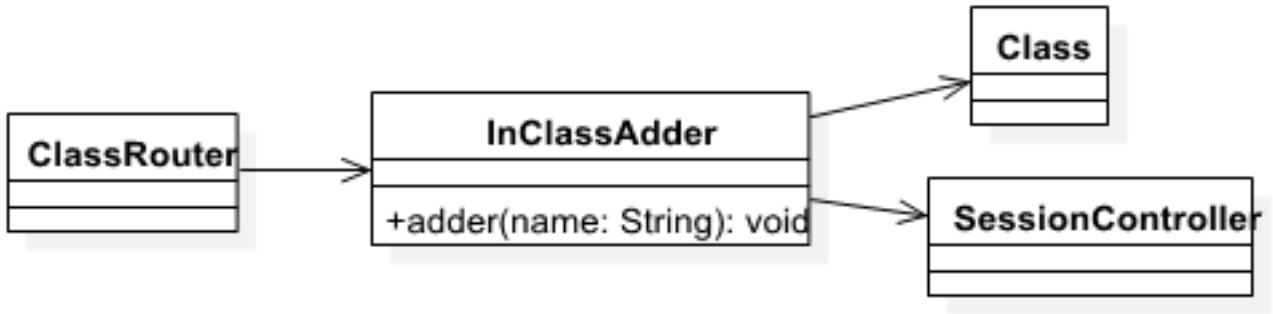 Class
InClassAdder
ClassRouter
+adder(name: String): void
SessionController